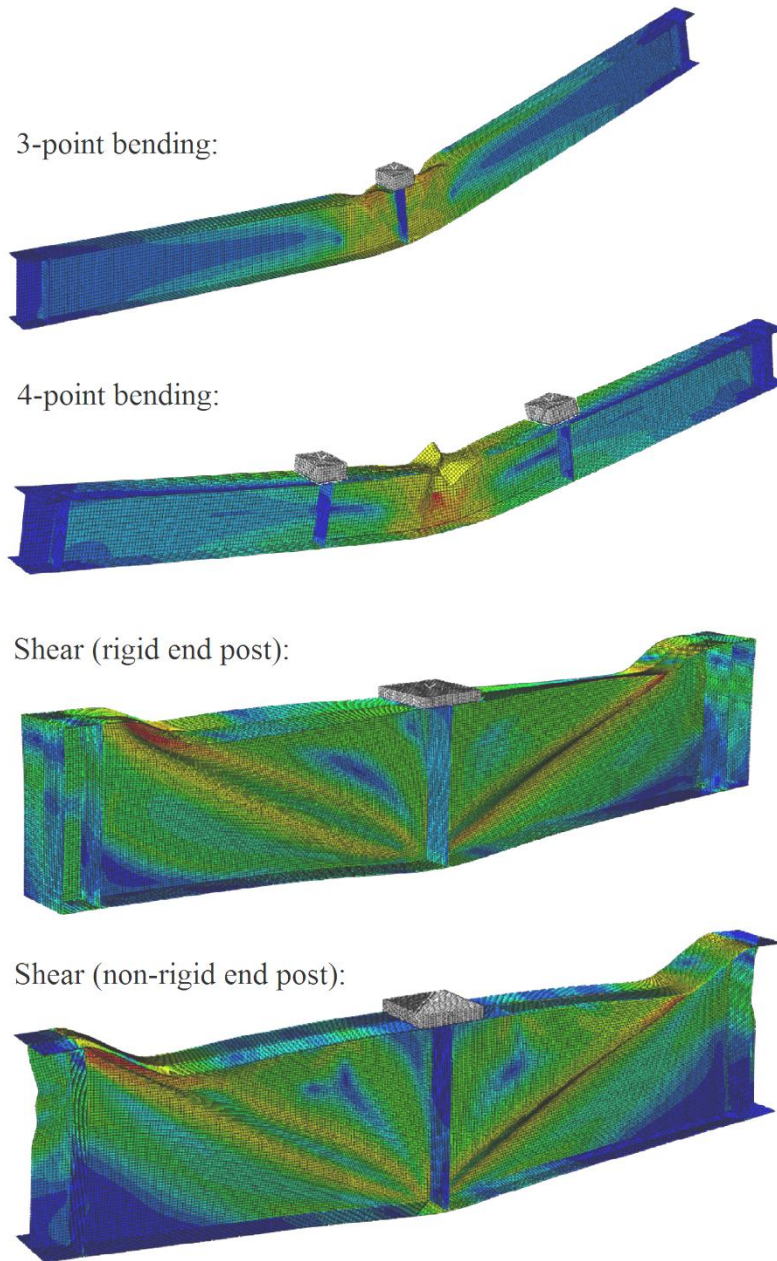 3-point bending:
4-point bending:
Shear (rigid end post):
Shear (non-rigid end post):